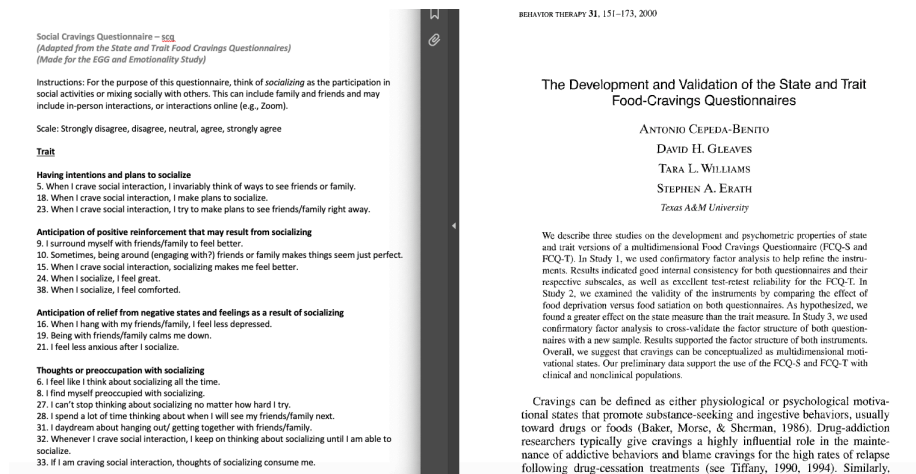 Social Cravings Questionnaire – scq
(Adapted from the State and Trait Food Cravings Questionnaires)
(Made for the EGG and Emotionality Study)
Instructions: For the purpose of this questionnaire, think of socializing as the participation in
social activities or mixing socially with others. This can include family and friends and may
include in-person interactions, or interactions online (e.g., Zoom).
Scale: Strongly disagree, disagree, neutral, agree, strongly agree
Trait
Having intentions and plans to socialize
5. When I crave social interaction, I invariably think of ways to see friends or family.
18. When I crave social interaction, I make plans to socialize.
23. When I crave social interaction, I try to make plans to see friends/family right away.
Anticipation of positive reinforcement that may result from socializing
9. I surround myself with friends/family to feel better.
10. Sometimes, being around (engaging with?) friends or family makes things seem just perfect.
15. When I crave social interaction, socializing makes me feel better.
24. When I socialize, I feel great.
38. When I socialize, I feel comforted.
Anticipation of relief from negative states and feelings as a result of socializing
16. When I hang with my friends/family, I feel less depressed.
19. Being with friends/family calms me down.
21. I feel less anxious after I socialize.
Thoughts or preoccupation with socializing
6. I feel like I think about socializing all the time.
8. I find myself preoccupied with socializing.
27. I can't stop thinking about socializing no matter how hard I try.
28. I spend a lot of time thinking about when I will see my friends/family next.
31. I daydream about hanging out/ getting together with friends/family.
32. Whenever I crave social interaction, I keep on thinking about socializing until I am able to
socialize.
33. If I am craving social interaction, thoughts of socializing consume me.
BEHAVIOR THERAPY 31, 151–173, 2000
The Development and Validation of the State and Trait
Food-Cravings Questionnaires
ANTONIO CEPEDA-BENITO
DAVID H. GLEAVES
TARA L. WILLIAMS
STEPHEN A. ERATH
Texas A&M University
We describe three studies on the development and psychometric properties of state
and trait versions of a multidimensional Food Cravings Questionnaire (FCQ-S and
FCQ-T). In Study 1, we used confirmatory factor analysis to help refine the instru-
ments. Results indicated good internal consistency for both questionnaires and their
respective subscales, as well as excellent test-retest reliability for the FCQ-T. In
Study 2, we examined the validity of the instruments by comparing the effect of
food deprivation versus food satiation on both questionnaires. As hypothesized, we
found a greater effect on the state measure than the trait measure. In Study 3, we used
confirmatory factor analysis to cross-validate the factor structure of both question-
naires with a new sample. Results supported the factor structure of both instruments.
Overall, we suggest that cravings can be conceptualized as multidimensional moti-
vational states. Our preliminary data support the use of the FCQ-S and FCQ-T with
clinical and nonclinical populations.
Cravings can be defined as either physiological or psychological motiva-
tional states that promote substance-seeking and ingestive behaviors, usually
toward drugs or foods (Baker, Morse, & Sherman, 1986). Drug-addiction
researchers typically give cravings a highly influential role in the mainte-
nance of addictive behaviors and blame cravings for the high rates of relapse
following drug-cessation treatments (see Tiffany, 1990, 1994). Similarly,